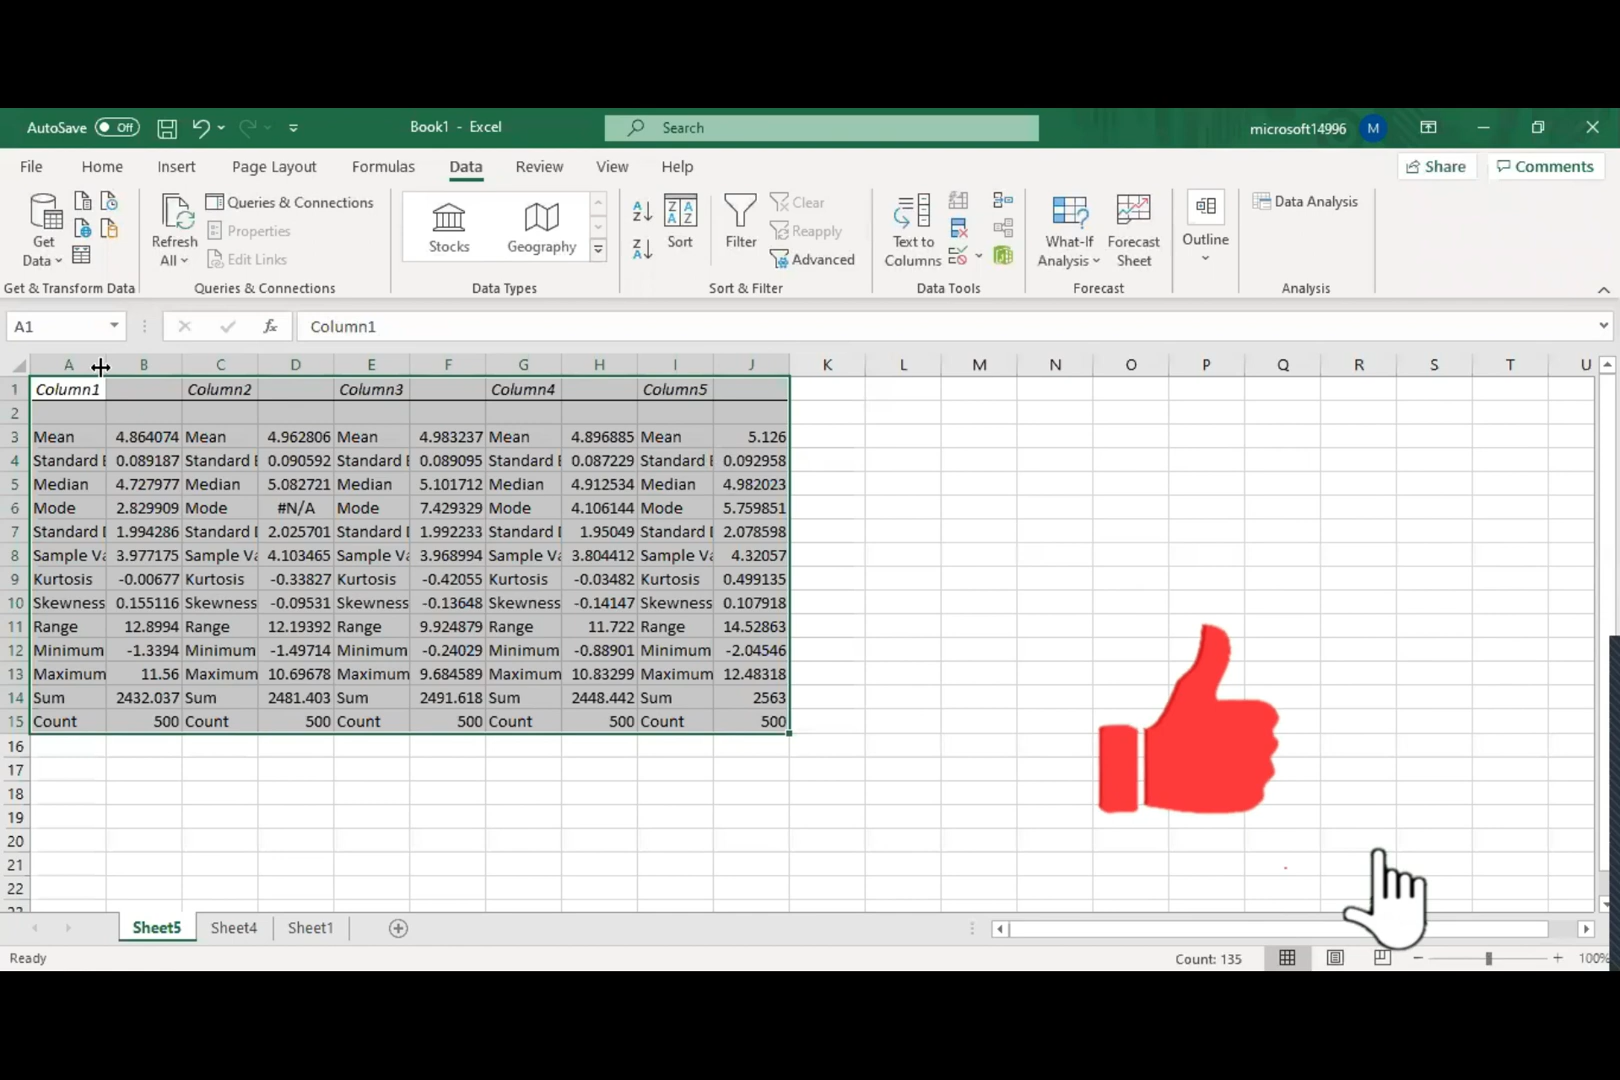 AutoSave Off Book1 - Excel Search microsoft14996 M
File Home Insert Page Layout Formulas Data Review View Help Share Comments
Get Data
Refresh All
Queries & Connections
Properties
Edit Links
Stocks Geography
Sort
Filter
Clear
Reapply
Advanced
Text to Columns
What-If Analysis
Forecast Sheet
Outline
Data Analysis
Get & Transform Data Queries & Connections Data Types Sort & Filter Data Tools Forecast Analysis
A1 fx Column1
A B C D E F G H I J K L M N O P Q R S T U
1 Column1 Column2 Column3 Column4 Column5
2
3 Mean 4.864074 Mean 4.962806 Mean 4.983237 Mean 4.896885 Mean 5.126
4 Standard E 0.089187 Standard E 0.090592 Standard E 0.089095 Standard E 0.087229 Standard E 0.092958
5 Median 4.727977 Median 5.082721 Median 5.101712 Median 4.912534 Median 4.982023
6 Mode 2.829909 Mode #N/A Mode 7.429329 Mode 4.106144 Mode 5.759851
7 Standard D 1.994286 Standard D 2.025701 Standard D 1.992233 Standard D 1.95049 Standard D 2.078598
8 Sample Va 3.977175 Sample Va 4.103465 Sample Va 3.968994 Sample Va 3.804412 Sample Va 4.32057
9 Kurtosis -0.00677 Kurtosis -0.33827 Kurtosis -0.42055 Kurtosis -0.03482 Kurtosis 0.499135
10 Skewness 0.155116 Skewness -0.09531 Skewness -0.13648 Skewness -0.14147 Skewness 0.107918
11 Range 12.8994 Range 12.19392 Range 9.924879 Range 11.722 Range 14.52863
12 Minimum -1.3394 Minimum -1.49714 Minimum -0.24029 Minimum -0.88901 Minimum -2.04546
13 Maximum 11.56 Maximum 10.69678 Maximum 9.684589 Maximum 10.83299 Maximum 12.48318
14 Sum 2432.037 Sum 2481.403 Sum 2491.618 Sum 2448.442 Sum 2563
15 Count 500 Count 500 Count 500 Count 500 Count 500
16
17
18
19
20
21
22
Sheet5 Sheet4 Sheet1
Ready Count: 135 100%